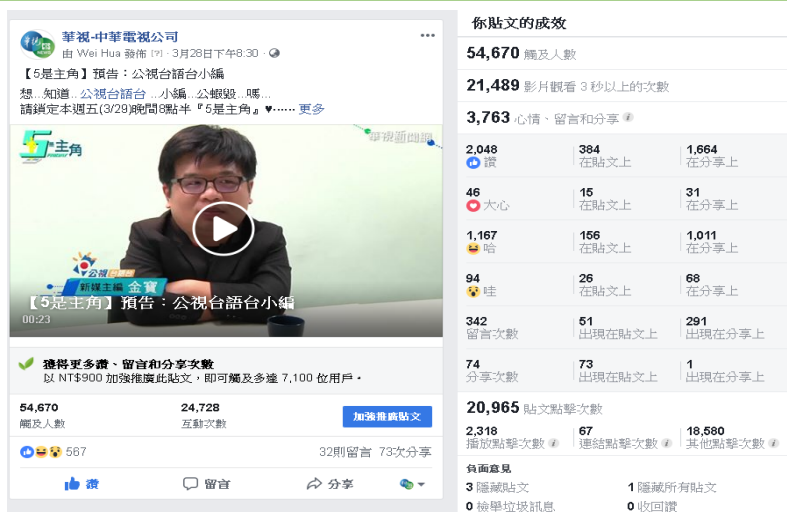 華視-中華電視公司
由 Wei Hua 發佈 [?] · 3月28日下午8:30 ·
【5是主角】預告：公視台語台小編
想...知道.. 公視台語台 ...小編...公蝦毀...嗎...
請鎖定本週五(3/29)晚間8點半『5是主角』♥…… 更多
5是主角
華視新聞網
公視台語台
新媒主編 金寶
【5是主角】預告：公視台語台小編
00:23
獲得更多讚、留言和分享次數
以 NT$900 加強推廣此貼文，即可觸及多達 7,100 位用戶。
54,670 24,728
觸及人數 互動次數 加強推廣貼文
567 32則留言 73次分享
讚 留言 分享
你貼文的成效
54,670 觸及人數
21,489 影片觀看 3 秒以上的次數
3,763 心情、留言和分享
2,048 384 1,664
讚 在貼文上 在分享上
46 15 31
大心 在貼文上 在分享上
1,167 156 1,011
哈 在貼文上 在分享上
94 26 68
哇 在貼文上 在分享上
342 51 291
留言次數 出現在貼文上 出現在分享上
74 73 1
分享次數 出現在貼文上 出現在分享上
20,965 貼文點擊次數
2,318 67 18,580
播放點擊次數 連結點擊次數 其他點擊次數
負面意見
3 隱藏貼文 1 隱藏所有貼文
0 檢舉垃圾訊息 0 收回讚